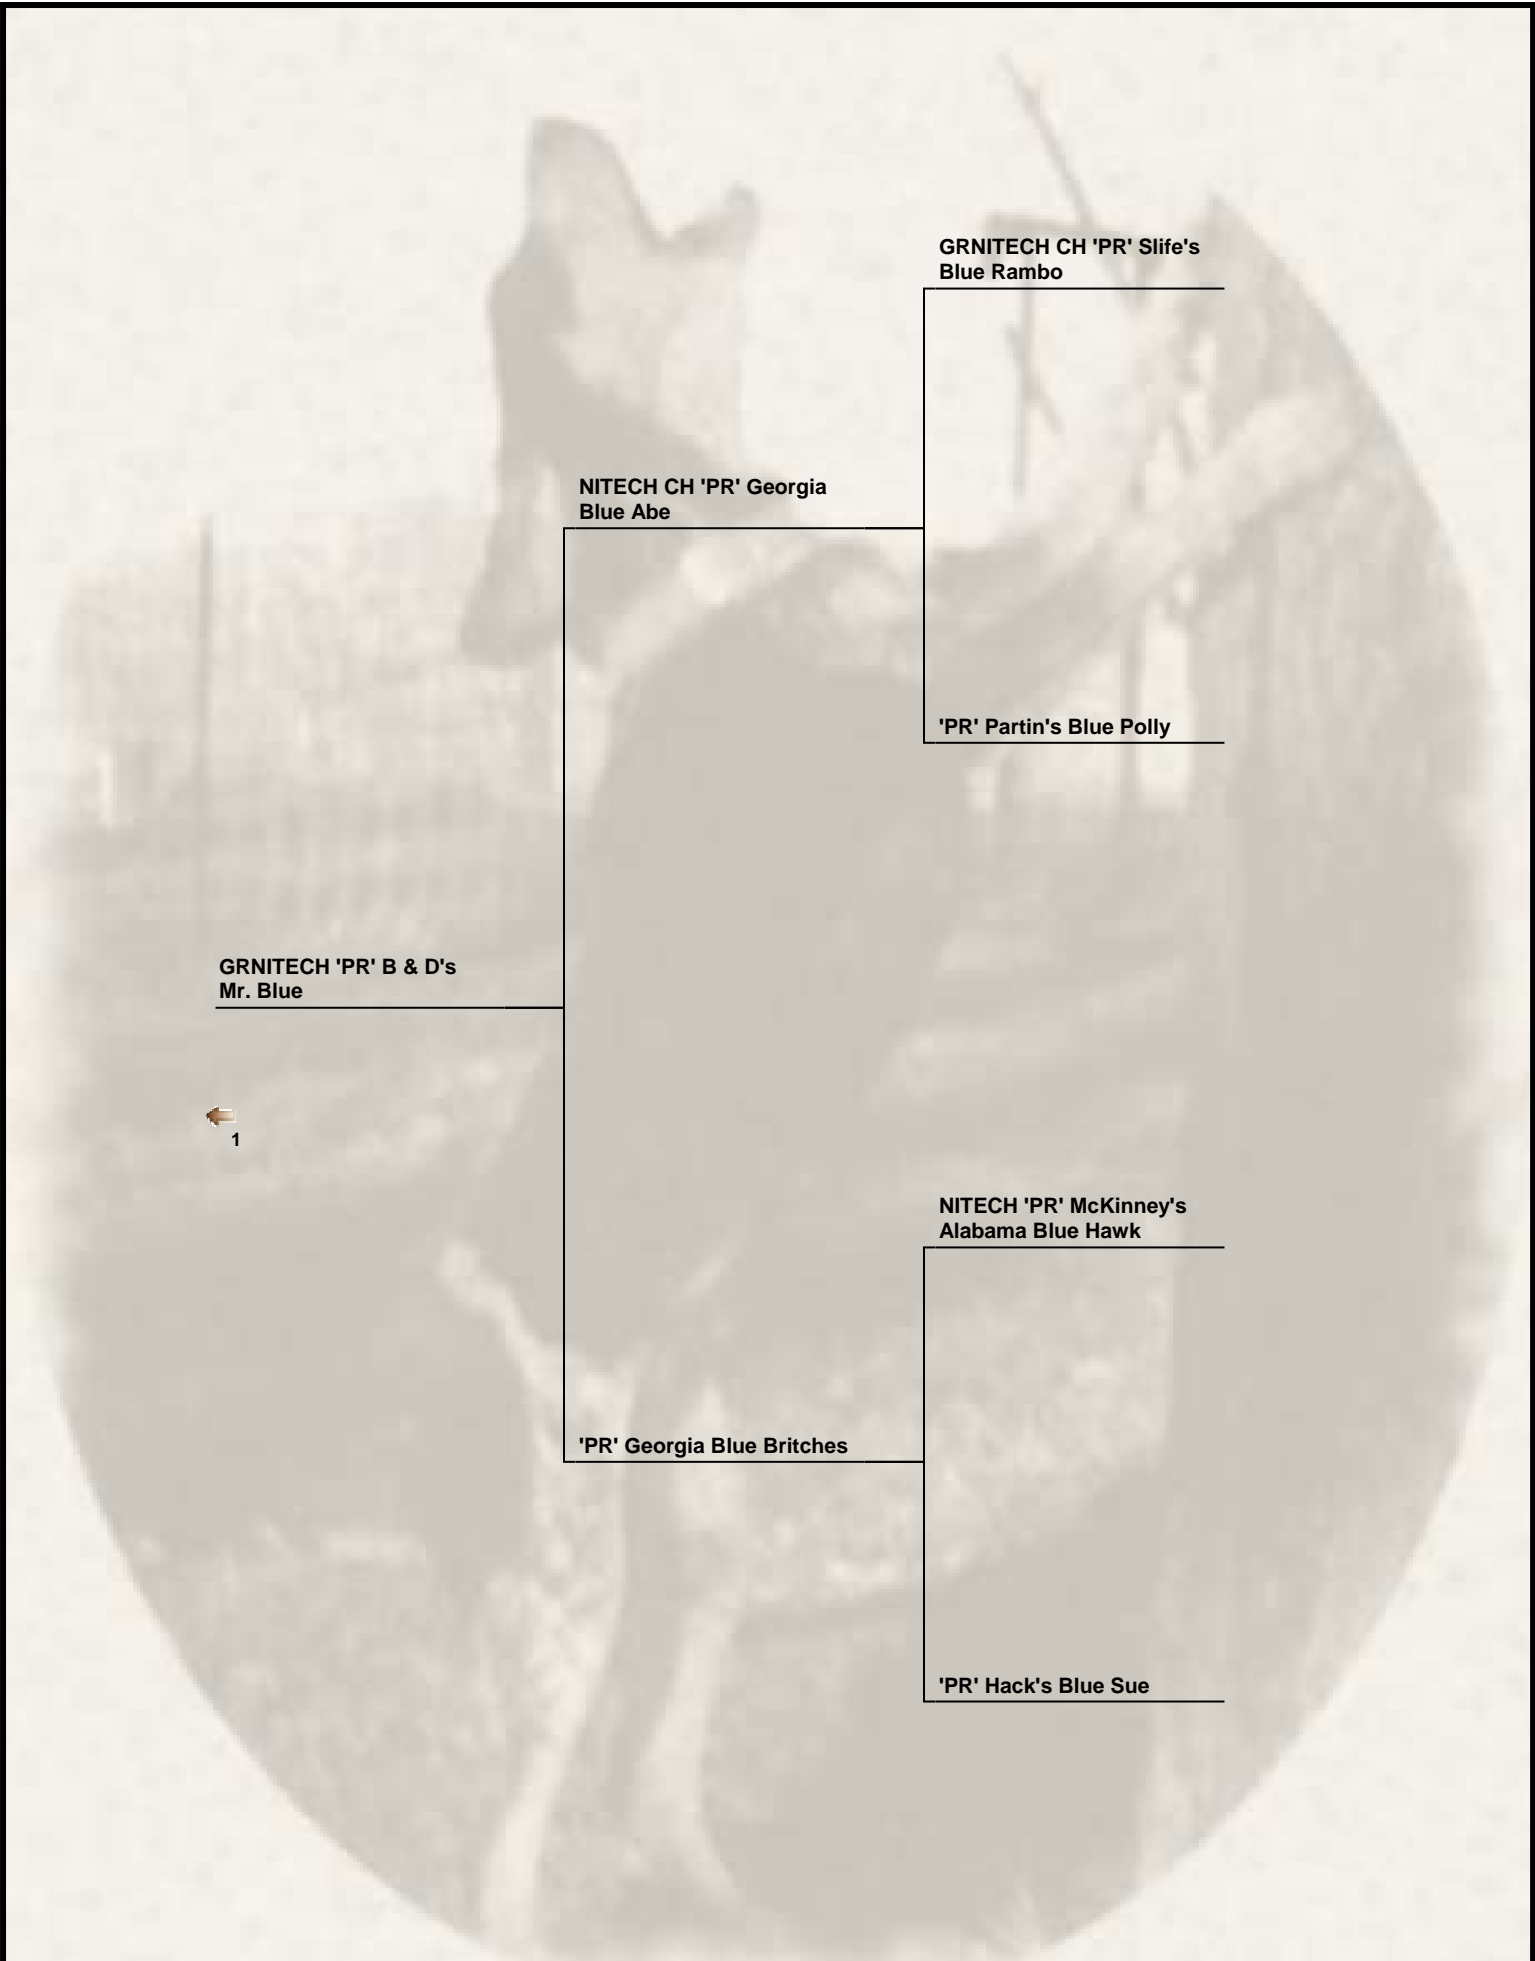 GRNITECH CH 'PR' Slife's
Blue Rambo
NITECH CH 'PR' Georgia
Blue Abe
'PR' Partin's Blue Polly
GRNITECH 'PR' B & D's
Mr. Blue
1
NITECH 'PR' McKinney's
Alabama Blue Hawk
'PR' Georgia Blue Britches
'PR' Hack's Blue Sue